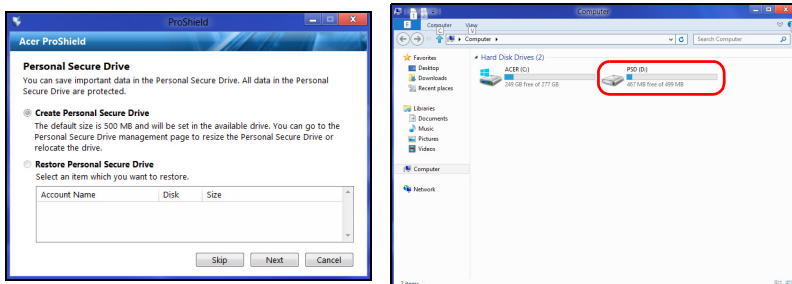 ProShield
Acer ProShield
Personal Secure Drive
You can save important data in the Personal Secure Drive. All data in the Personal
Secure Drive are protected.
Create Personal Secure Drive
The default size is 500 MB and will be set in the available drive. You can go to the
Personal Secure Drive management page to resize the Personal Secure Drive or
relocate the drive.
Restore Personal Secure Drive
Select an item which you want to restore.
Account Name Disk Size
Skip Next Cancel
Computer
F Computer View
C V
Computer
Search Computer
Favorites
Desktop
Downloads
Recent places
Libraries
Documents
Music
Pictures
Videos
Computer
Network
Hard Disk Drives (2)
ACER (C:)
249 GB free of 277 GB
PSD (D:)
467 MB free of 499 MB